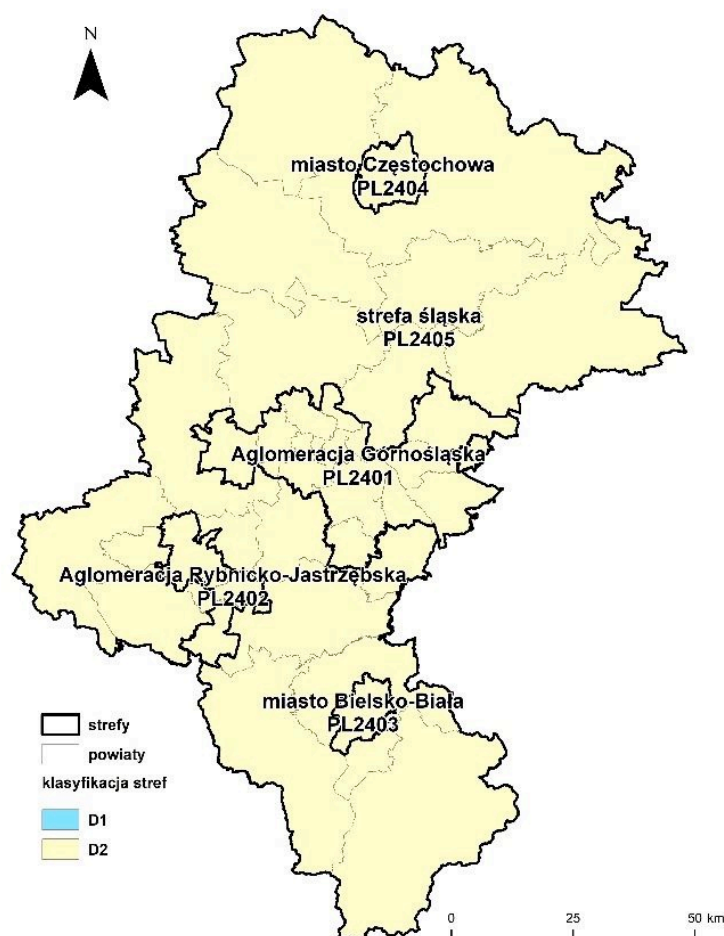 N
miasto Częstochowa
PL2404
strefa śląska
PL2405
Aglomeracja Górnośląska
PL2401
Aglomeracja Rybnicko-Jastrzębska
PL2402
miasto Bielsko-Biała
PL2403
strefy
powiaty
klasyfikacja stref
D1
D2
0 25 50 km